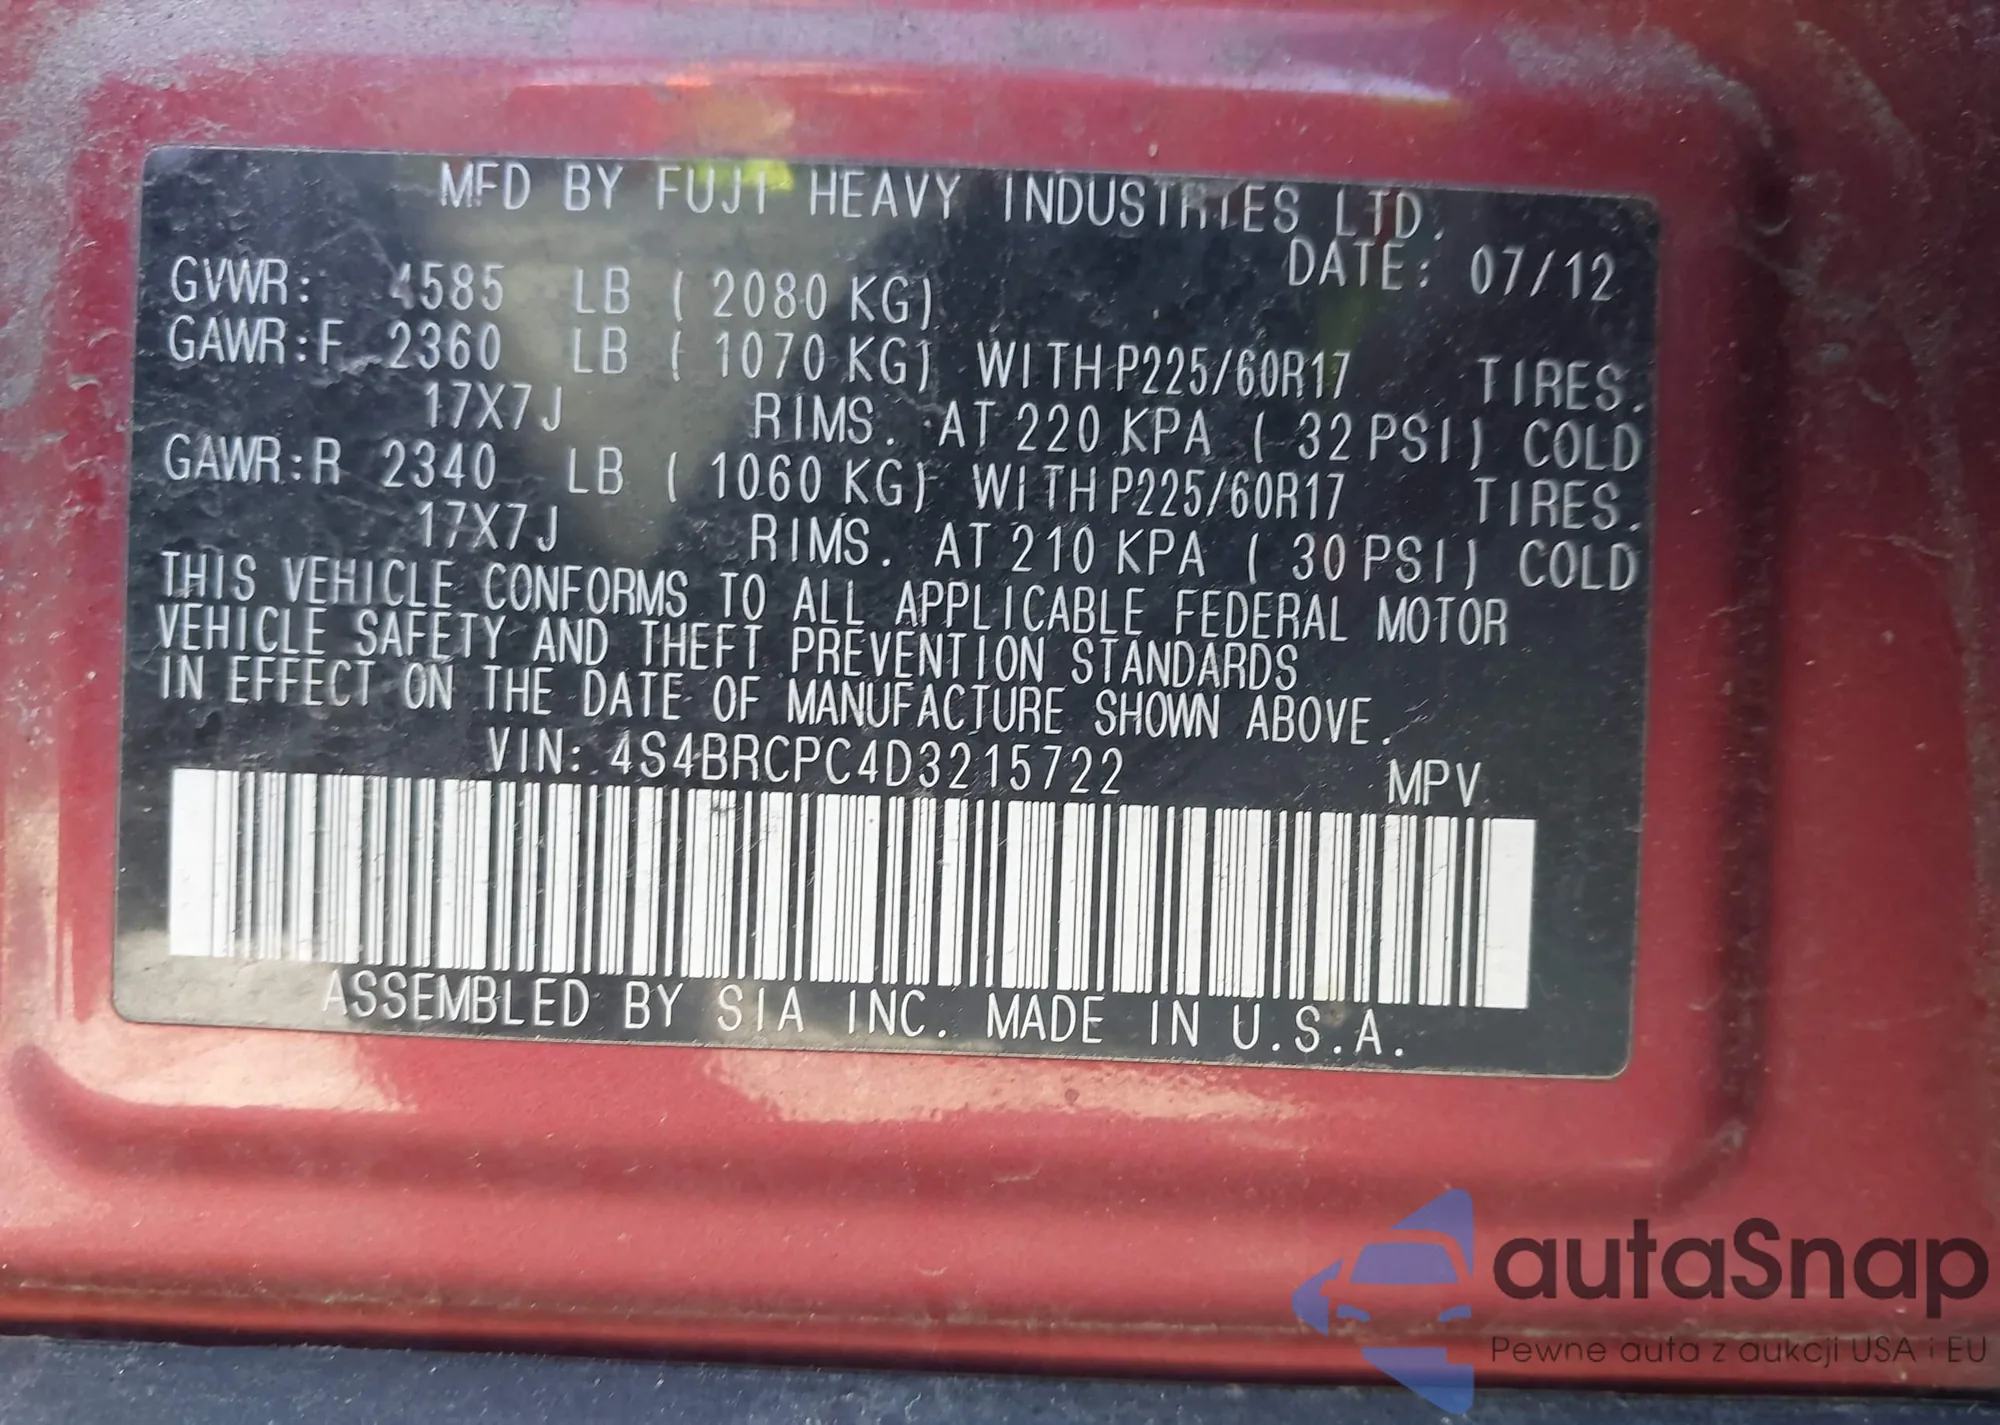 MFD BY FUJI HEAVY INDUSTRIES LTD.
DATE: 07/12
GVWR: 4585 LB ( 2080 KG)
GAWR:F 2360 LB ( 1070 KG) WITH P225/60R17 TIRES.
17X7J RIMS. AT 220 KPA ( 32 PSI) COLD
GAWR:R 2340 LB ( 1060 KG) WITH P225/60R17 TIRES.
17X7J RIMS. AT 210 KPA ( 30 PSI) COLD
THIS VEHICLE CONFORMS TO ALL APPLICABLE FEDERAL MOTOR
VEHICLE SAFETY AND THEFT PREVENTION STANDARDS
IN EFFECT ON THE DATE OF MANUFACTURE SHOWN ABOVE.
VIN: 4S4BRCPC4D3215722 MPV
ASSEMBLED BY SIA INC. MADE IN U.S.A.
autaSnap
Pewne auta z aukcji USA i EU